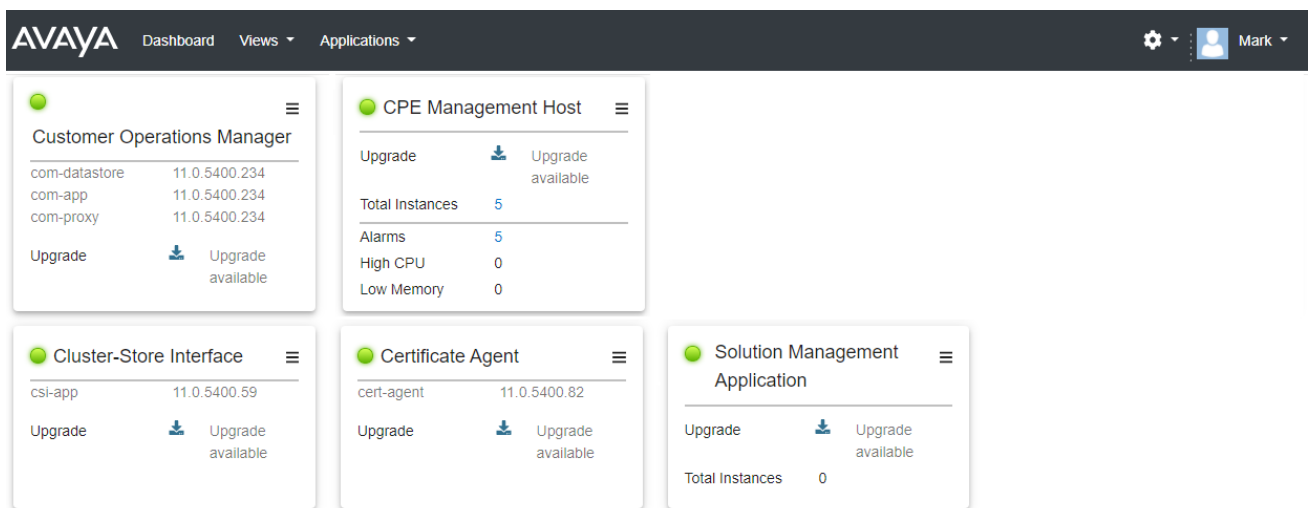 AVAYA Dashboard Views Applications Mark
Customer Operations Manager
com-datastore 11.0.5400.234
com-app 11.0.5400.234
com-proxy 11.0.5400.234
Upgrade Upgrade
available
CPE Management Host
Upgrade Upgrade
available
Total Instances 5
Alarms 5
High CPU 0
Low Memory 0
Cluster-Store Interface
csi-app 11.0.5400.59
Upgrade Upgrade
available
Certificate Agent
cert-agent 11.0.5400.82
Upgrade Upgrade
available
Solution Management
Application
Upgrade Upgrade
available
Total Instances 0